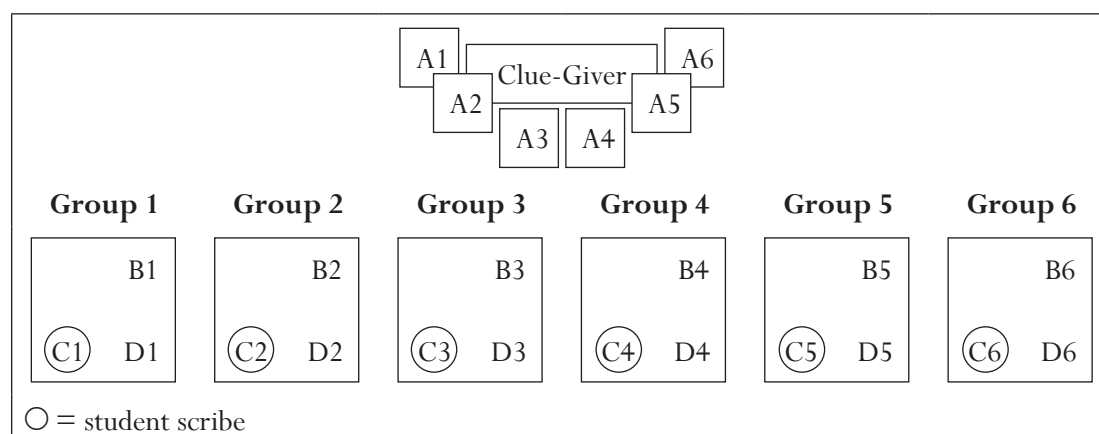 A1 Clue-Giver A6
A2 A5
A3 A4
Group 1 Group 2 Group 3 Group 4 Group 5 Group 6
B1 B2 B3 B4 B5 B6
C1 D1 C2 D2 C3 D3 C4 D4 C5 D5 C6 D6
= student scribe